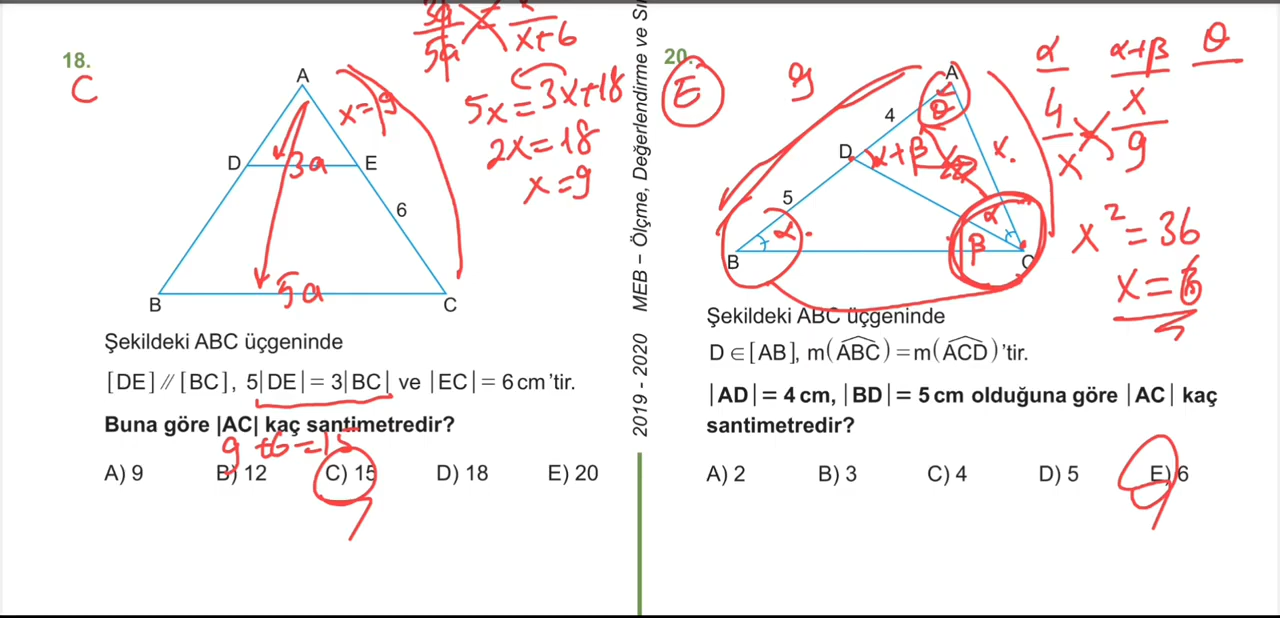 18.
C
A
D
E
6
B
C
x=9
3a
5a
3a/5a x/x+6
5x=3x+18
2x=18
x=9
Şekildeki ABC üçgeninde
[DE] // [BC], 5|DE| = 3|BC| ve |EC| = 6 cm'tir.
Buna göre |AC| kaç santimetredir?
9+6=15
A) 9 B) 12 C) 15 D) 18 E) 20
2019 - 2020 MEB – Ölçme, Değerlendirme ve
20.
E
9
A
4
D
5
B
C
θ
α+β
x
α
α
β
α α+β θ
4/x x/9
x²=36
x=6
Şekildeki ABC üçgeninde
D ∈ [AB], m(ABC) = m(ACD)'tir.
|AD| = 4 cm, |BD| = 5 cm olduğuna göre |AC| kaç
santimetredir?
A) 2 B) 3 C) 4 D) 5 E) 6